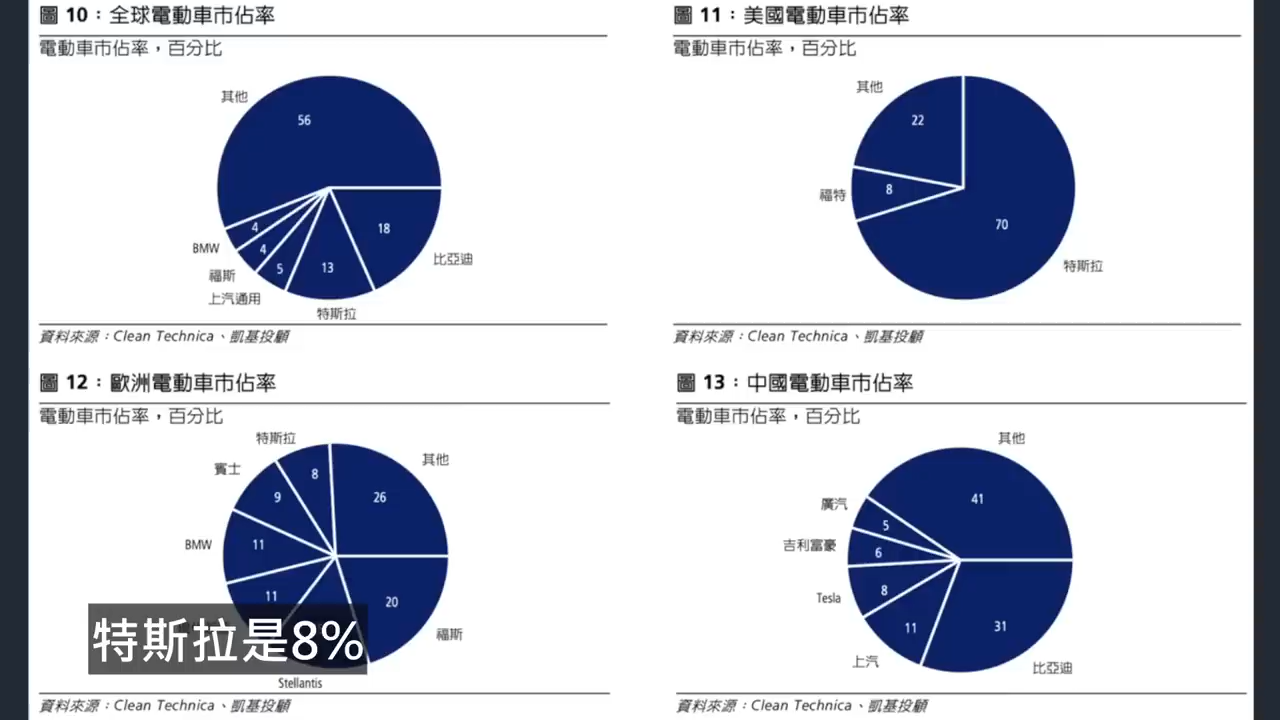 圖 10：全球電動車市佔率
電動車市佔率，百分比
其他
56
4
BMW
4
福斯
5
上汽通用
13
特斯拉
18
比亞迪
資料來源：Clean Technica、凱基投顧
圖 11：美國電動車市佔率
電動車市佔率，百分比
其他
22
福特
8
70
特斯拉
資料來源：Clean Technica、凱基投顧
圖 12：歐洲電動車市佔率
電動車市佔率，百分比
特斯拉
8
賓士
9
其他
26
BMW
11
11
20
福斯
Stellantis
資料來源：Clean Technica、凱基投顧
圖 13：中國電動車市佔率
電動車市佔率，百分比
其他
41
廣汽
5
吉利富豪
6
Tesla
8
11
上汽
31
比亞迪
資料來源：Clean Technica、凱基投顧
特斯拉是8%